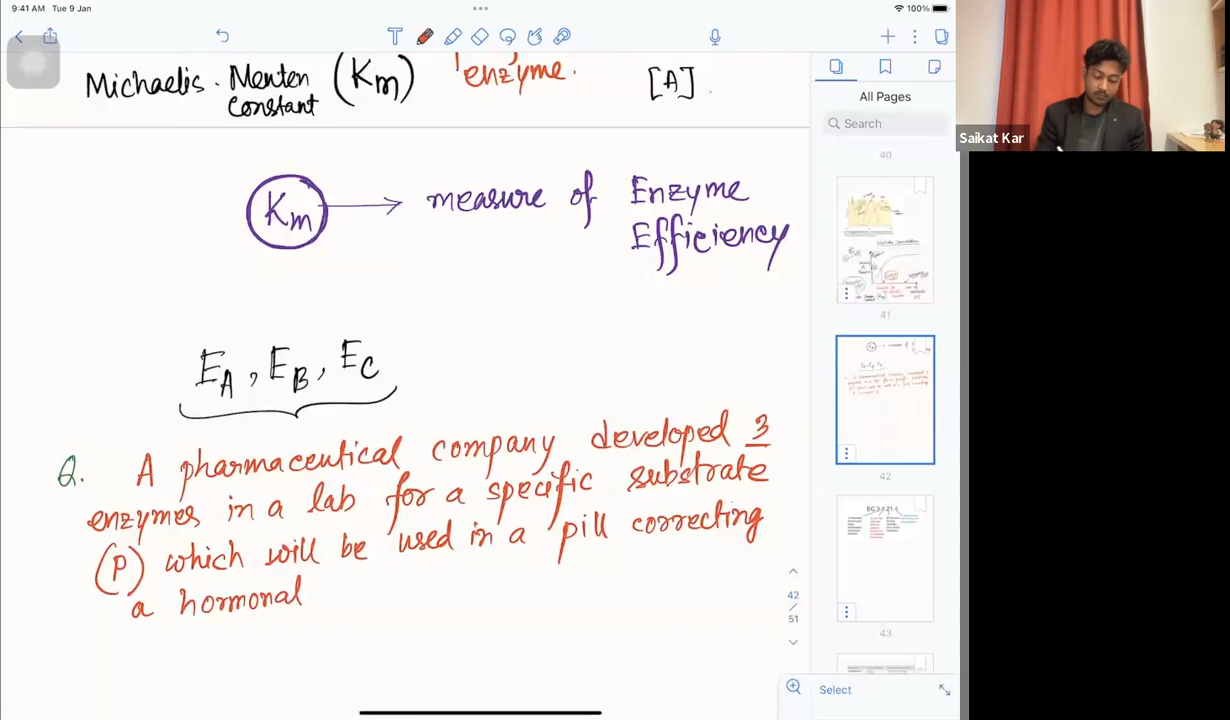 9:41 AM Tue 9 Jan
100%
Michaelis. Menten Constant (Km)
'enzyme'.
[A].
All Pages
Search
Saikat Kar
40
Km → measure of Enzyme Efficiency
41
EA, EB, EC
Q. A pharmaceutical company developed 3
enzymes in a lab for a specific substrate
(P) which will be used in a pill correcting
a hormonal
42
/
51
42
43
Select